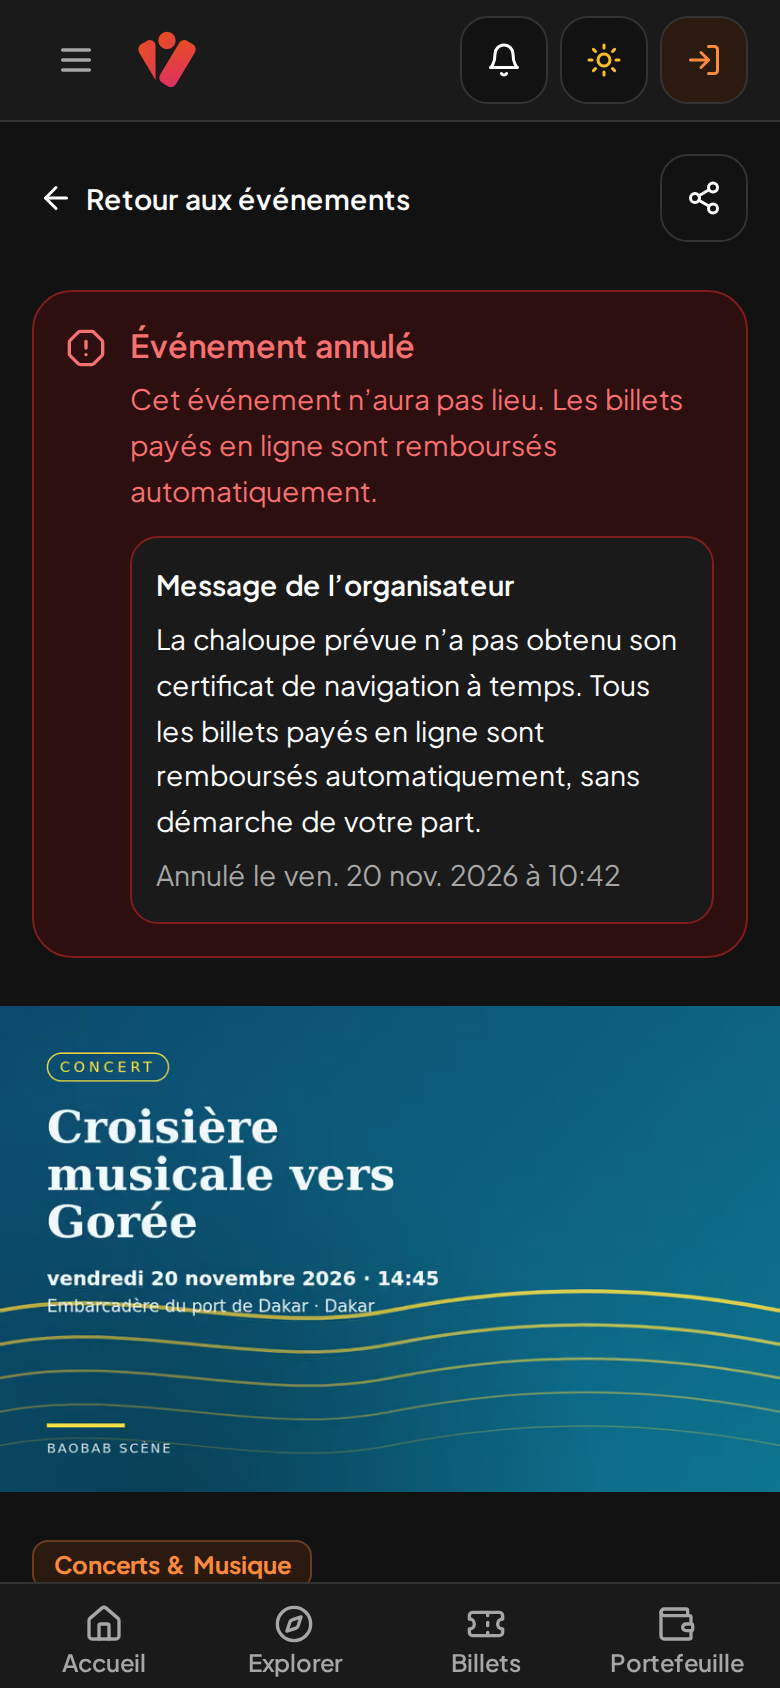 Retour aux événements
Événement annulé
Cet événement n’aura pas lieu. Les billets
payés en ligne sont remboursés
automatiquement.
Message de l’organisateur
La chaloupe prévue n’a pas obtenu son
certificat de navigation à temps. Tous
les billets payés en ligne sont
remboursés automatiquement, sans
démarche de votre part.
Annulé le ven. 20 nov. 2026 à 10:42
CONCERT
Croisière
musicale vers
Gorée
vendredi 20 novembre 2026 · 14:45
Embarcadère du port de Dakar · Dakar
BAOBAB SCÈNE
Concerts & Musique
Accueil
Explorer
Billets
Portefeuille